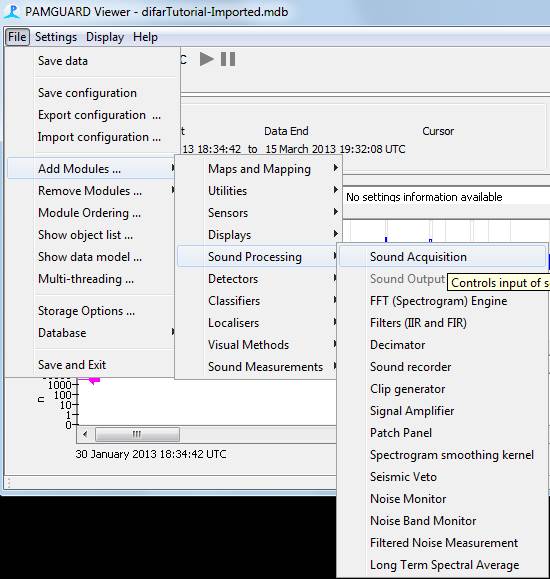 PAMGUARD Viewer - difarTutorial-Imported.mdb
File Settings Display Help
Save data
Save configuration
Export configuration ...
Import configuration ...
Add Modules ...
Remove Modules ...
Module Ordering ...
Show object list ...
Show data model ...
Multi-threading ...
Storage Options ...
Database
Save and Exit
C
t Data End Cursor
13 18:34:42 to 15 March 2013 19:32:08 UTC
No settings information available
Maps and Mapping
Utilities
Sensors
Displays
Sound Processing
Detectors
Classifiers
Localisers
Visual Methods
Sound Measurements
Sound Acquisition
Sound Output
Controls input of s
FFT (Spectrogram) Engine
Filters (IIR and FIR)
Decimator
Sound recorder
Clip generator
Signal Amplifier
Patch Panel
Spectrogram smoothing kernel
Seismic Veto
Noise Monitor
Noise Band Monitor
Filtered Noise Measurement
Long Term Spectral Average
1000
100
10
1
0
n
30 January 2013 18:34:42 UTC